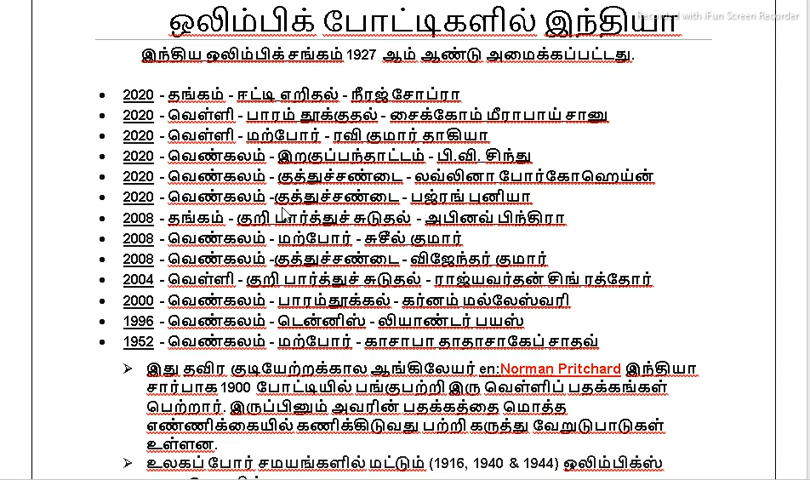 ஒலிம்பிக் போட்டிகளில் இந்தியா
Recorded with iFun Screen Recorder
இந்திய ஒலிம்பிக் சங்கம் 1927 ஆம் ஆண்டு அமைக்கப்பட்டது.
• 2020 - தங்கம் - ஈட்டி எறிதல் - நீரஜ் சோப்ரா
• 2020 - வெள்ளி - பாரம் தூக்குதல் - சைக்கோம் மீராபாய் சானு
• 2020 - வெள்ளி - மற்போர் - ரவி குமார் தாகியா
• 2020 - வெண்கலம் - இறகுப்பந்தாட்டம் - பி.வி. சிந்து
• 2020 - வெண்கலம் - குத்துச்சண்டை - லவ்லினா போர்கோஹெய்ன்
• 2020 - வெண்கலம் -குத்துச்சண்டை - பஜ்ரங் புனியா
• 2008 - தங்கம் - குறி பார்த்துச் சுடுதல் - அபினவ் பிந்திரா
• 2008 - வெண்கலம் - மற்போர் - சுசீல் குமார்
• 2008 - வெண்கலம் -குத்துச்சண்டை - விஜேந்தர் குமார்
• 2004 - வெள்ளி - குறி பார்த்துச் சுடுதல் - ராஜ்யவர்தன் சிங் ரத்தோர்
• 2000 - வெண்கலம் - பாரம்தூக்கல் - கர்னம் மல்லேஸ்வரி
• 1996 - வெண்கலம் - டென்னிஸ் - லியாண்டர் பயஸ்
• 1952 - வெண்கலம் - மற்போர் - காசாபா தாதாசாகேப் சாதவ்
➢ இது தவிர குடியேற்றக்கால ஆங்கிலேயர் en:Norman Pritchard இந்தியா
சார்பாக 1900 போட்டியில் பங்குபற்றி இரு வெள்ளிப் பதக்கங்கள்
பெற்றார். இருப்பினும் அவரின் பதக்கத்தை மொத்த
எண்ணிக்கையில் கணிக்கிடுவது பற்றி கருத்து வேறுபாடுகள்
உள்ளன.
➢ உலகப் போர் சமயங்களில் மட்டும் (1916, 1940 & 1944) ஒலிம்பிக்ஸ்